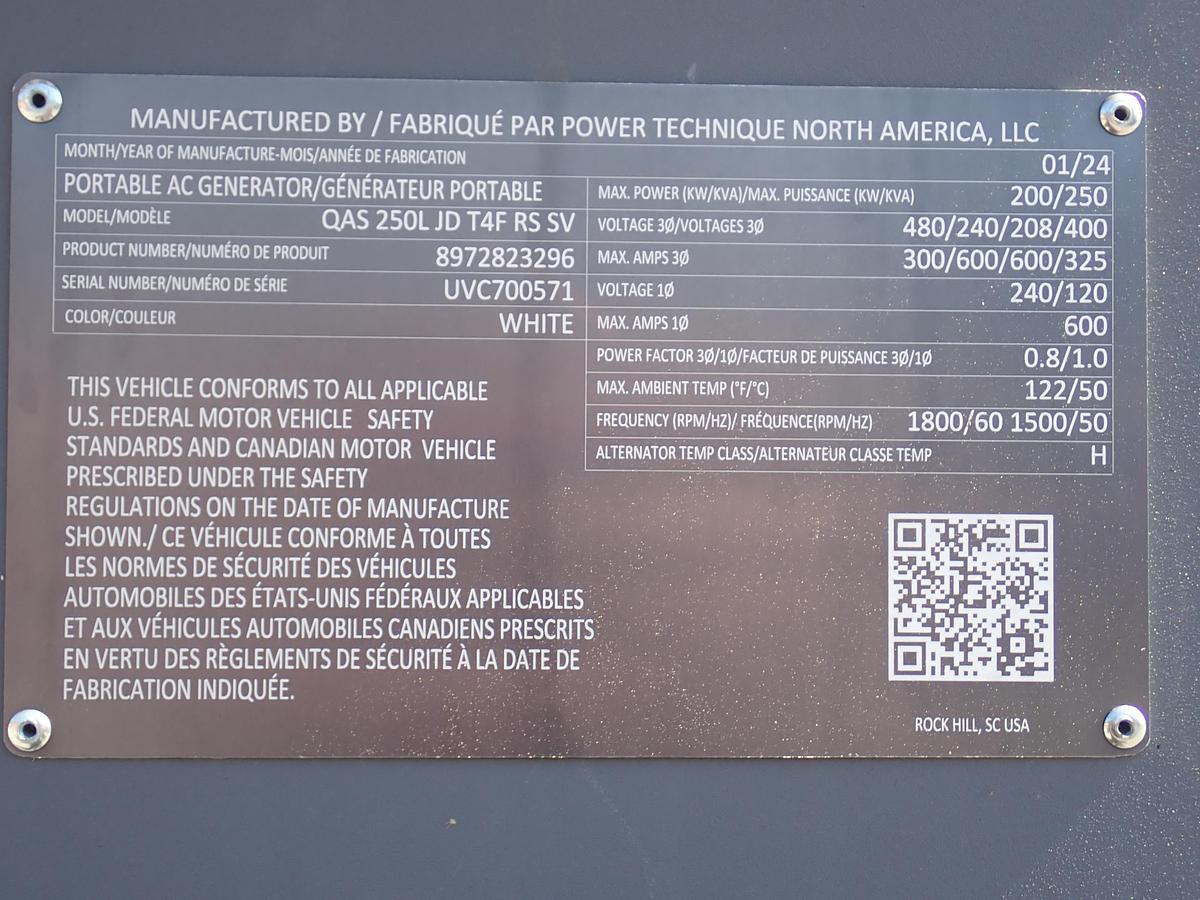 MANUFACTURED BY / FABRIQUÉ PAR POWER TECHNIQUE NORTH AMERICA, LLC
MONTH/YEAR OF MANUFACTURE-MOIS/ANNÉE DE FABRICATION 01/24
PORTABLE AC GENERATOR/GÉNÉRATEUR PORTABLE
MODEL/MODÈLE QAS 250L JD T4F RS SV
PRODUCT NUMBER/NUMÉRO DE PRODUIT 8972823296
SERIAL NUMBER/NUMÉRO DE SÉRIE UVC700571
COLOR/COULEUR WHITE
MAX. POWER (KW/KVA)/MAX. PUISSANCE (KW/KVA) 200/250
VOLTAGE 3Ø/VOLTAGES 3Ø 480/240/208/400
MAX. AMPS 3Ø 300/600/600/325
VOLTAGE 1Ø 240/120
MAX. AMPS 1Ø 600
POWER FACTOR 3Ø/1Ø/FACTEUR DE PUISSANCE 3Ø/1Ø 0.8/1.0
MAX. AMBIENT TEMP (°F/°C) 122/50
FREQUENCY (RPM/HZ)/ FRÉQUENCE(RPM/HZ) 1800/60 1500/50
ALTERNATOR TEMP CLASS/ALTERNATEUR CLASSE TEMP H
THIS VEHICLE CONFORMS TO ALL APPLICABLE
U.S. FEDERAL MOTOR VEHICLE SAFETY
STANDARDS AND CANADIAN MOTOR VEHICLE
PRESCRIBED UNDER THE SAFETY
REGULATIONS ON THE DATE OF MANUFACTURE
SHOWN./ CE VÉHICULE CONFORME À TOUTES
LES NORMES DE SÉCURITÉ DES VÉHICULES
AUTOMOBILES DES ÉTATS-UNIS FÉDÉRAUX APPLICABLES
ET AUX VÉHICULES AUTOMOBILES CANADIENS PRESCRITS
EN VERTU DES RÈGLEMENTS DE SÉCURITÉ À LA DATE DE
FABRICATION INDIQUÉE.
ROCK HILL, SC USA